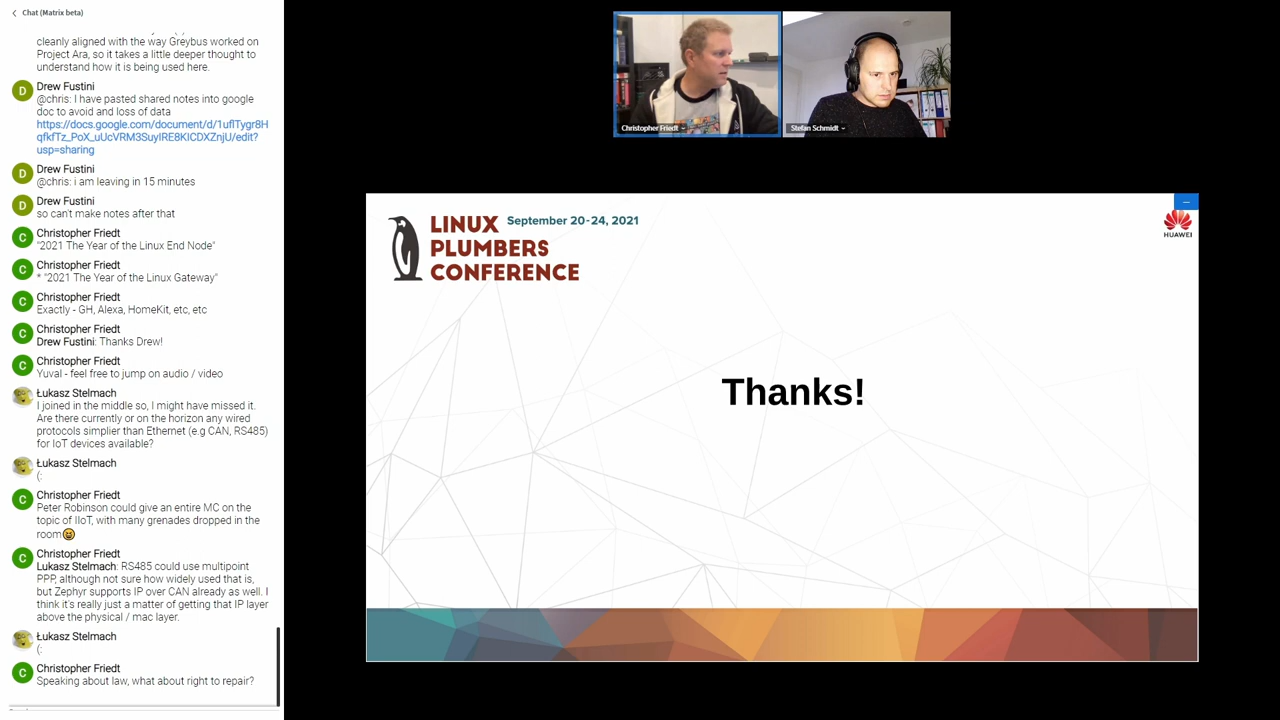 Chat (Matrix beta)
cleanly aligned with the way Greybus worked on
Project Ara, so it takes a little deeper thought to
understand how it is being used here.
D
Drew Fustini
@chris: I have pasted shared notes into google
doc to avoid and loss of data
https://docs.google.com/document/d/1uflTygr8H
qfkfTz_PoX_uUcVRM3SuyIRE8KICDXZnjU/edit?
usp=sharing
D
Drew Fustini
@chris: i am leaving in 15 minutes
D
Drew Fustini
so can't make notes after that
C
Christopher Friedt
"2021 The Year of the Linux End Node"
C
Christopher Friedt
* "2021 The Year of the Linux Gateway"
C
Christopher Friedt
Exactly - GH, Alexa, HomeKit, etc, etc
C
Christopher Friedt
Drew Fustini: Thanks Drew!
C
Christopher Friedt
Yuval - feel free to jump on audio / video
Łukasz Stelmach
I joined in the middle so, I might have missed it.
Are there currently or on the horizon any wired
protocols simplier than Ethernet (e.g CAN, RS485)
for IoT devices available?
Łukasz Stelmach
(:
C
Christopher Friedt
Peter Robinson could give an entire MC on the
topic of IIoT, with many grenades dropped in the
room😄
C
Christopher Friedt
Lukasz Stelmach: RS485 could use multipoint
PPP, although not sure how widely used that is,
but Zephyr supports IP over CAN already as well. I
think it's really just a matter of getting that IP layer
above the physical / mac layer.
Łukasz Stelmach
(:
C
Christopher Friedt
Speaking about law, what about right to repair?
Christopher Friedt
Stefan Schmidt
LINUX September 20-24, 2021
PLUMBERS
CONFERENCE
HUAWEI
Thanks!